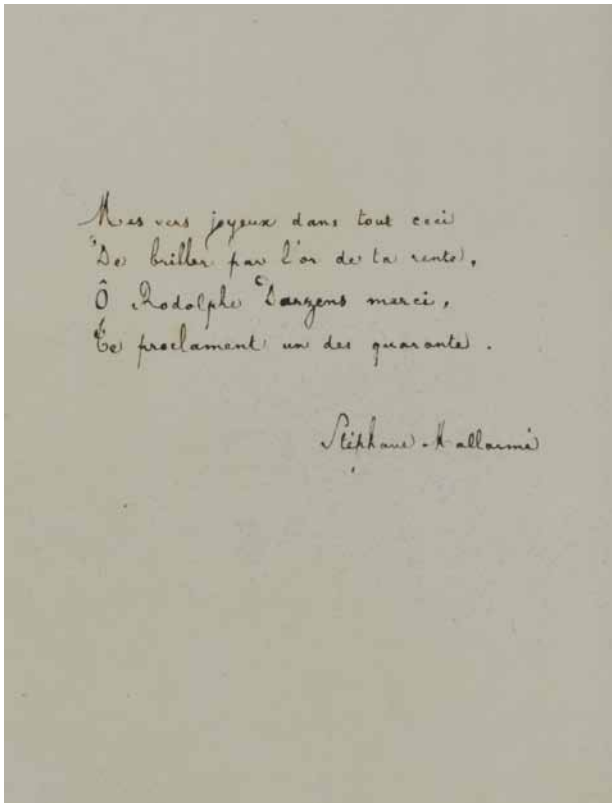 Mes vers joyeux dans tout ceci
De briller par l'or de ta rente,
Ô Rodolphe Darzens merci,
Te proclament un des quarante.
Stéphane Mallarmé